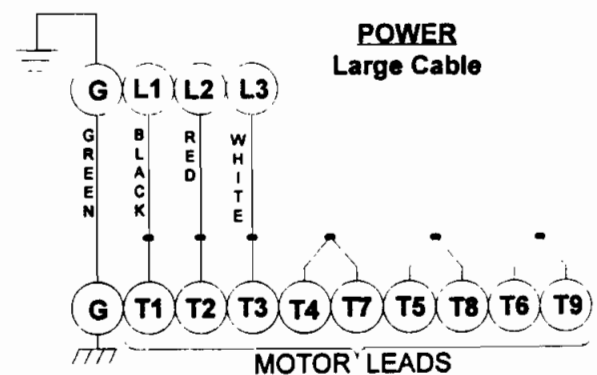 POWER
Large Cable
G L1 L2 L3
GREEN
BLACK
RED
WHITE
G T1 T2 T3 T4 T7 T5 T8 T6 T9
MOTOR LEADS